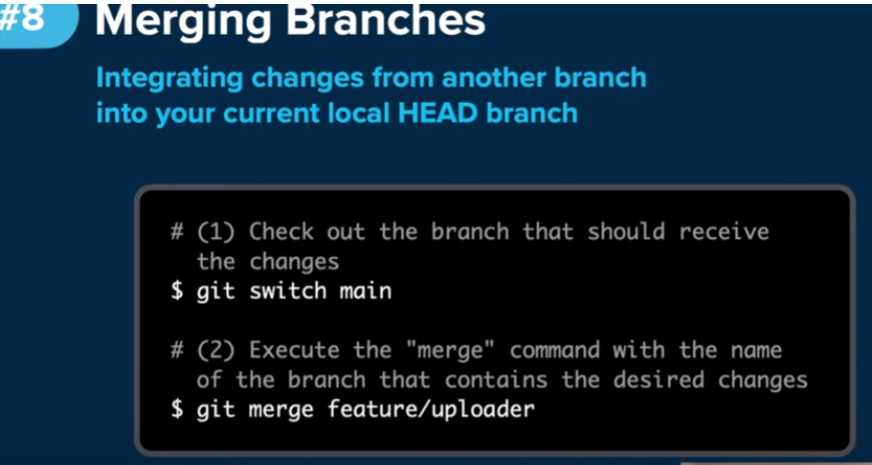 #8 Merging Branches
Integrating changes from another branch
into your current local HEAD branch
# (1) Check out the branch that should receive
the changes
$ git switch main
# (2) Execute the "merge" command with the name
of the branch that contains the desired changes
$ git merge feature/uploader